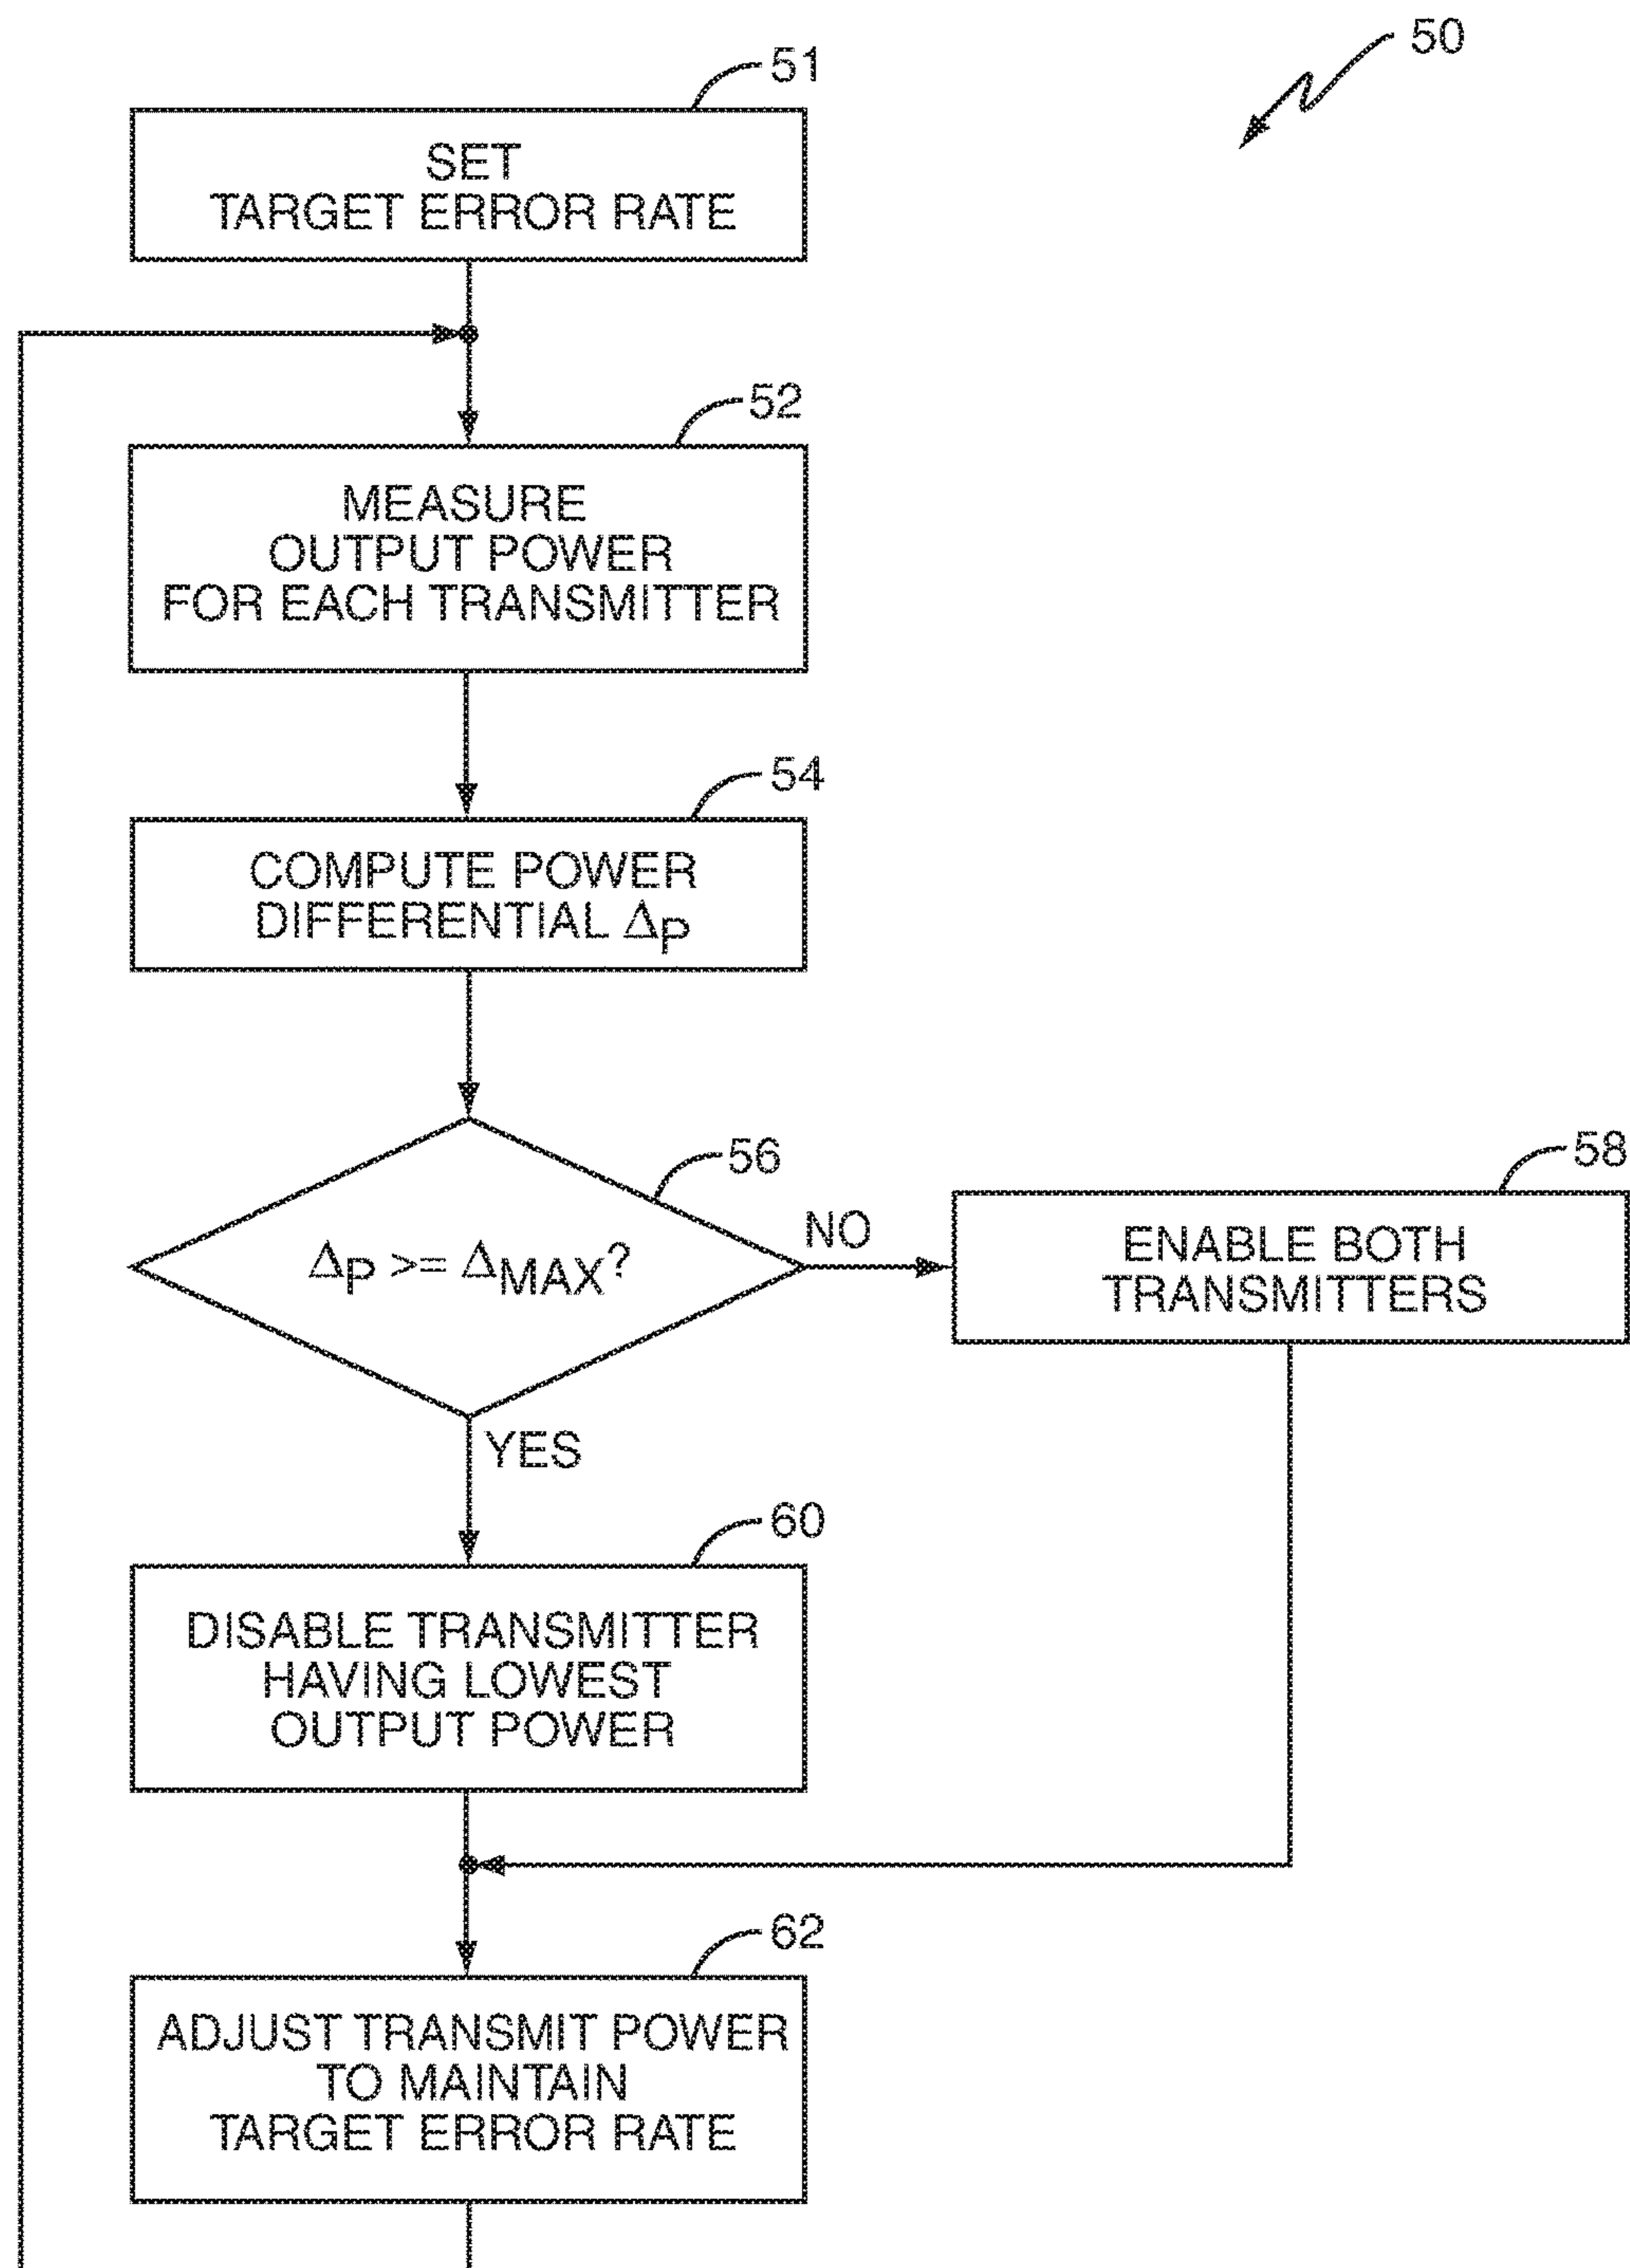 50
51
SET
TARGET ERROR RATE
52
MEASURE
OUTPUT POWER
FOR EACH TRANSMITTER
54
COMPUTE POWER
DIFFERENTIAL ΔP
56
ΔP >= ΔMAX?
NO
58
ENABLE BOTH
TRANSMITTERS
YES
60
DISABLE TRANSMITTER
HAVING LOWEST
OUTPUT POWER
62
ADJUST TRANSMIT POWER
TO MAINTAIN
TARGET ERROR RATE